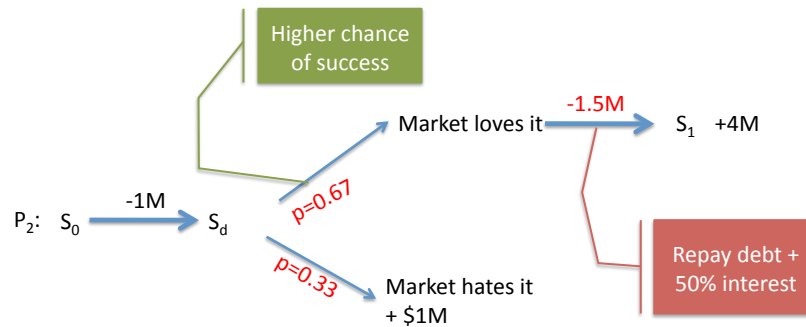 Higher chance
of success
-1.5M
Market loves it
S1 +4M
p=0.67
P2: S0
-1M
Sd
p=0.33
Market hates it
+ $1M
Repay debt +
50% interest